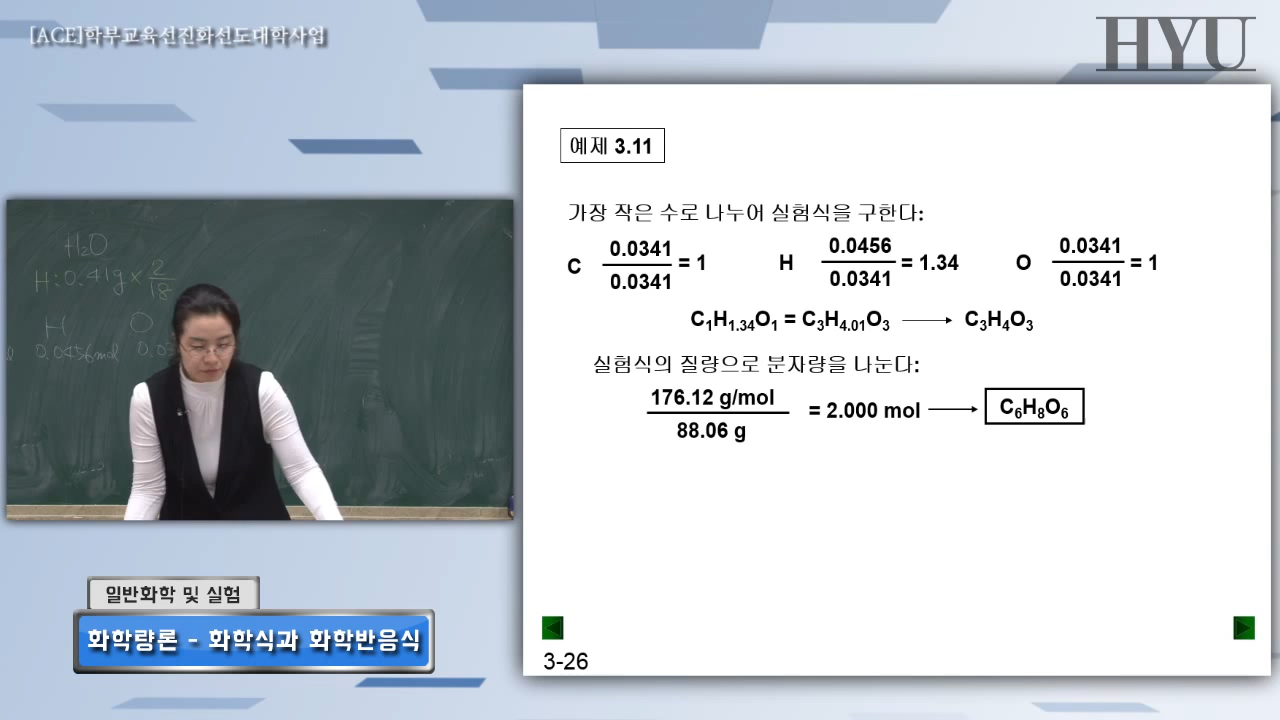 [ACE]학부교육선진화선도대학사업
HYU
H₂O
H:0.41g × 2/18
H O
0.0456mol 0.0
일반화학 및 실험
화학량론 - 화학식과 화학반응식
예제 3.11
가장 작은 수로 나누어 실험식을 구한다:
C 0.0341/0.0341 = 1 H 0.0456/0.0341 = 1.34 O 0.0341/0.0341 = 1
C₁H₁.₃₄O₁ = C₃H₄.₀₁O₃ → C₃H₄O₃
실험식의 질량으로 분자량을 나눈다:
176.12 g/mol / 88.06 g = 2.000 mol → C₆H₈O₆
3-26